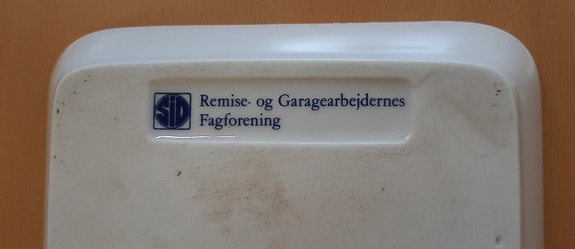 SiD Remise- og Garagearbejdernes
Fagforening